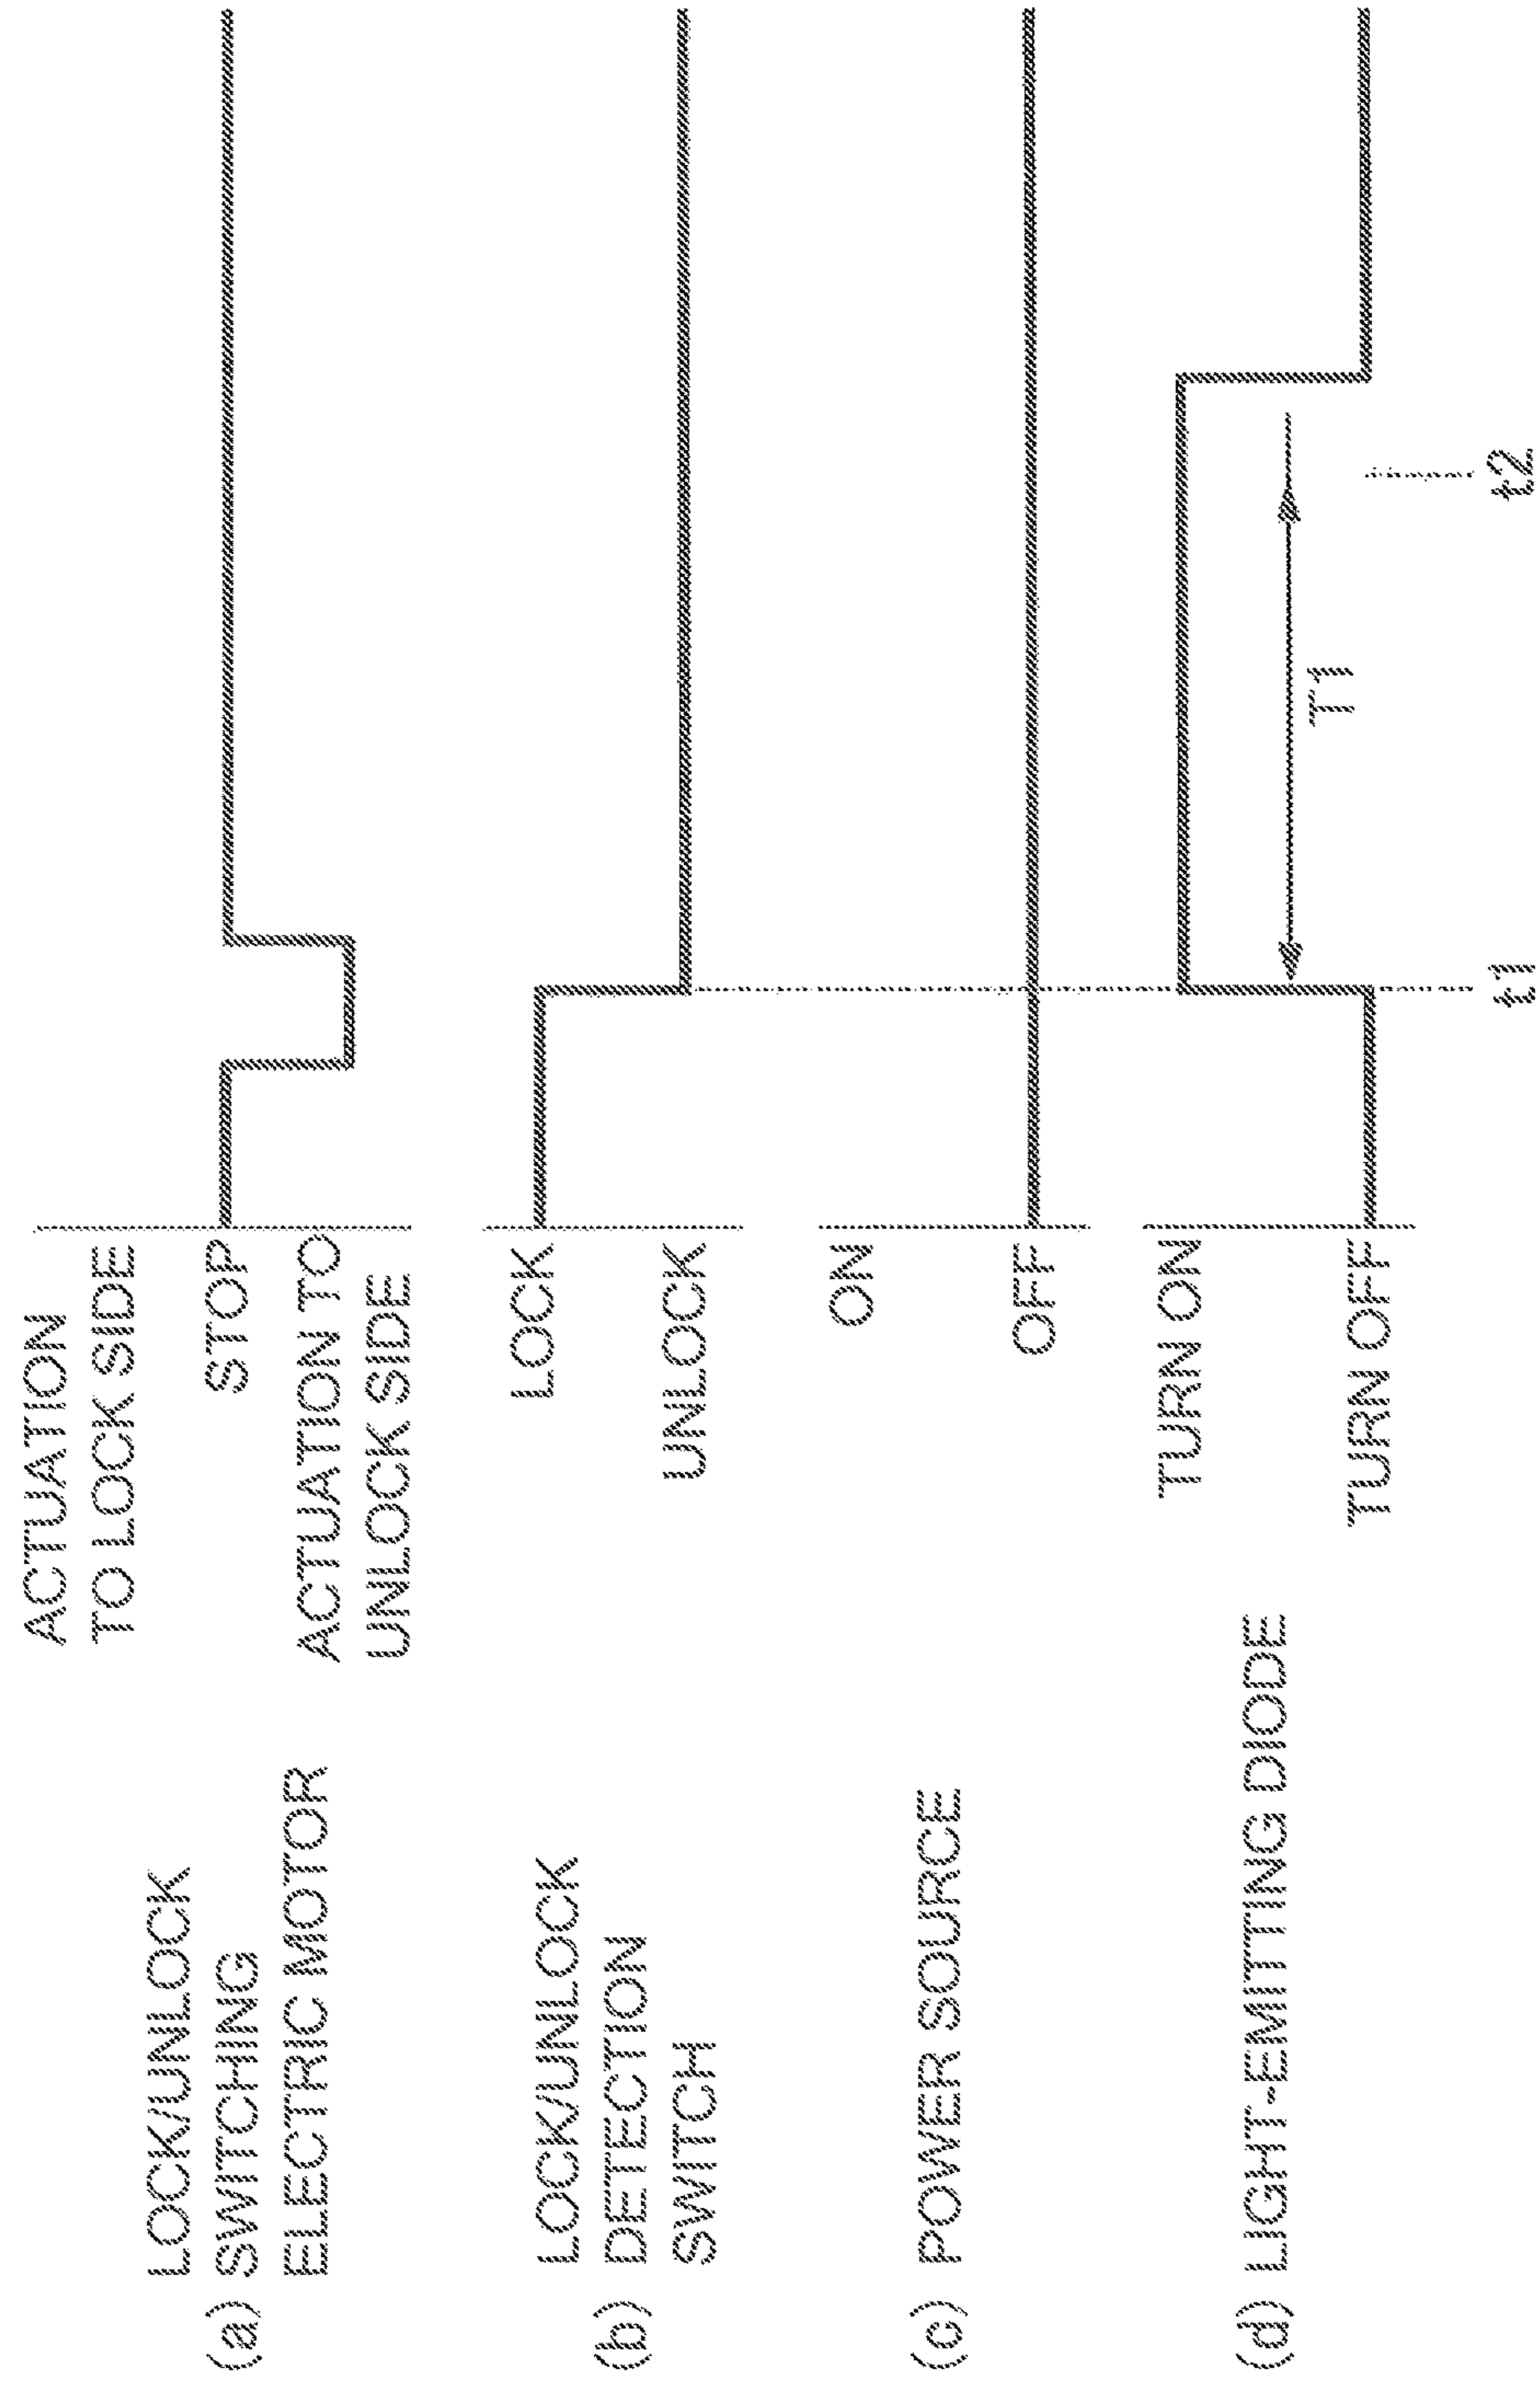 LOCK/UNLOCK
(a) SWITCHING
ELECTRIC MOTOR
ACTUATION
TO LOCK SIDE
STOP
ACTUATION TO
UNLOCK SIDE
LOCK/UNLOCK
(b) DETECTION
SWITCH
LOCK
UNLOCK
(c) POWER SOURCE
ON
OFF
(d) LIGHT-EMITTING DIODE
TURN ON
TURN OFF
T1
t1
t2